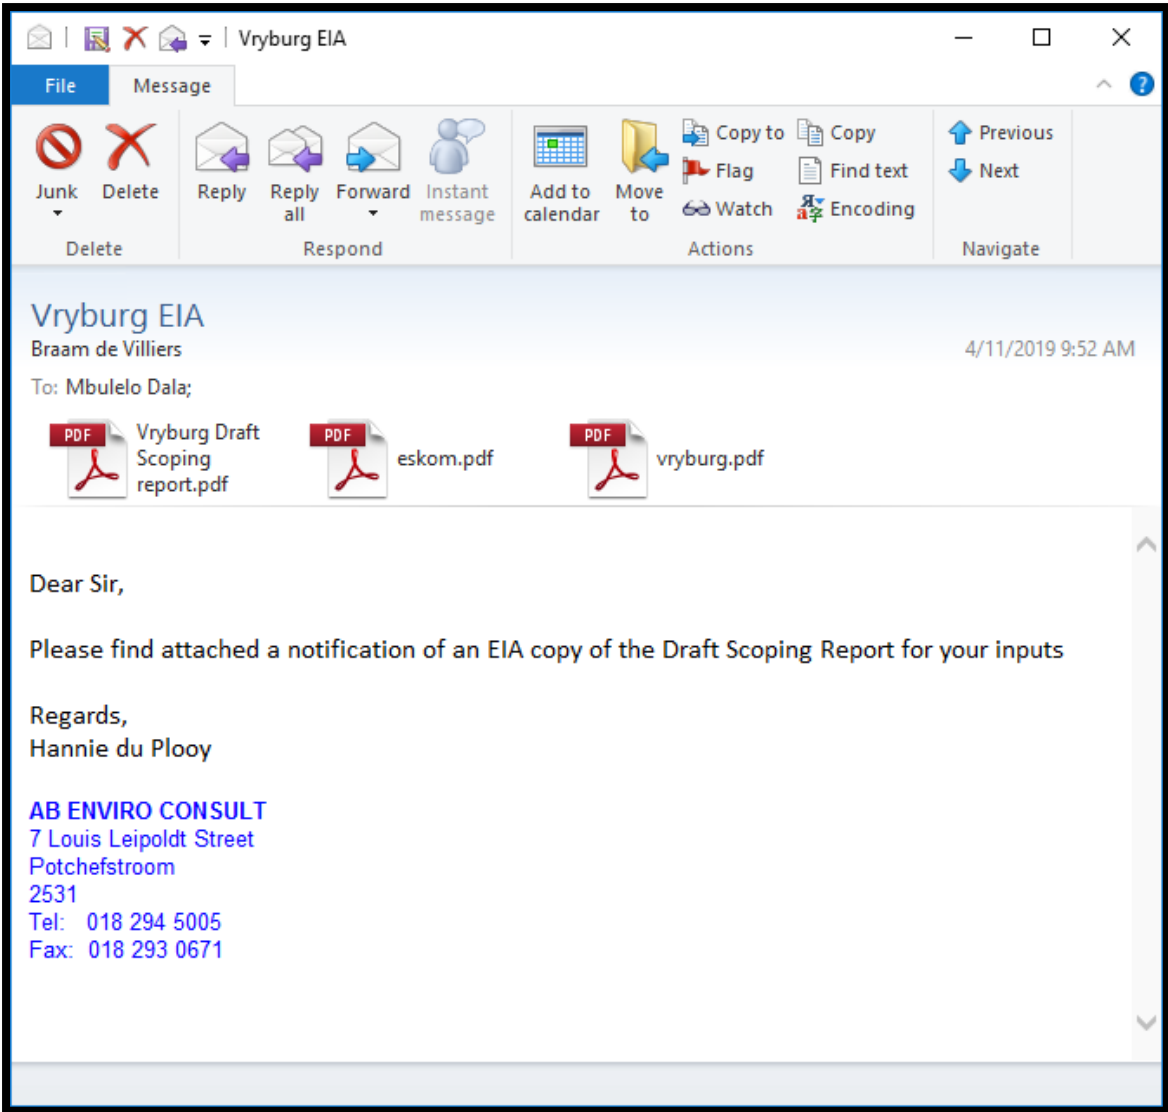 Vryburg EIA
File Message
Junk Delete Reply Reply all Forward Instant message Add to calendar Move to Copy to Copy Previous
Flag Find text Next
Watch Encoding
Delete Respond Actions Navigate
Vryburg EIA
Braam de Villiers 4/11/2019 9:52 AM
To: Mbulelo Dala;
PDF Vryburg Draft Scoping report.pdf PDF eskom.pdf PDF vryburg.pdf
Dear Sir,
Please find attached a notification of an EIA copy of the Draft Scoping Report for your inputs
Regards,
Hannie du Plooy
AB ENVIRO CONSULT
7 Louis Leipoldt Street
Potchefstroom
2531
Tel: 018 294 5005
Fax: 018 293 0671